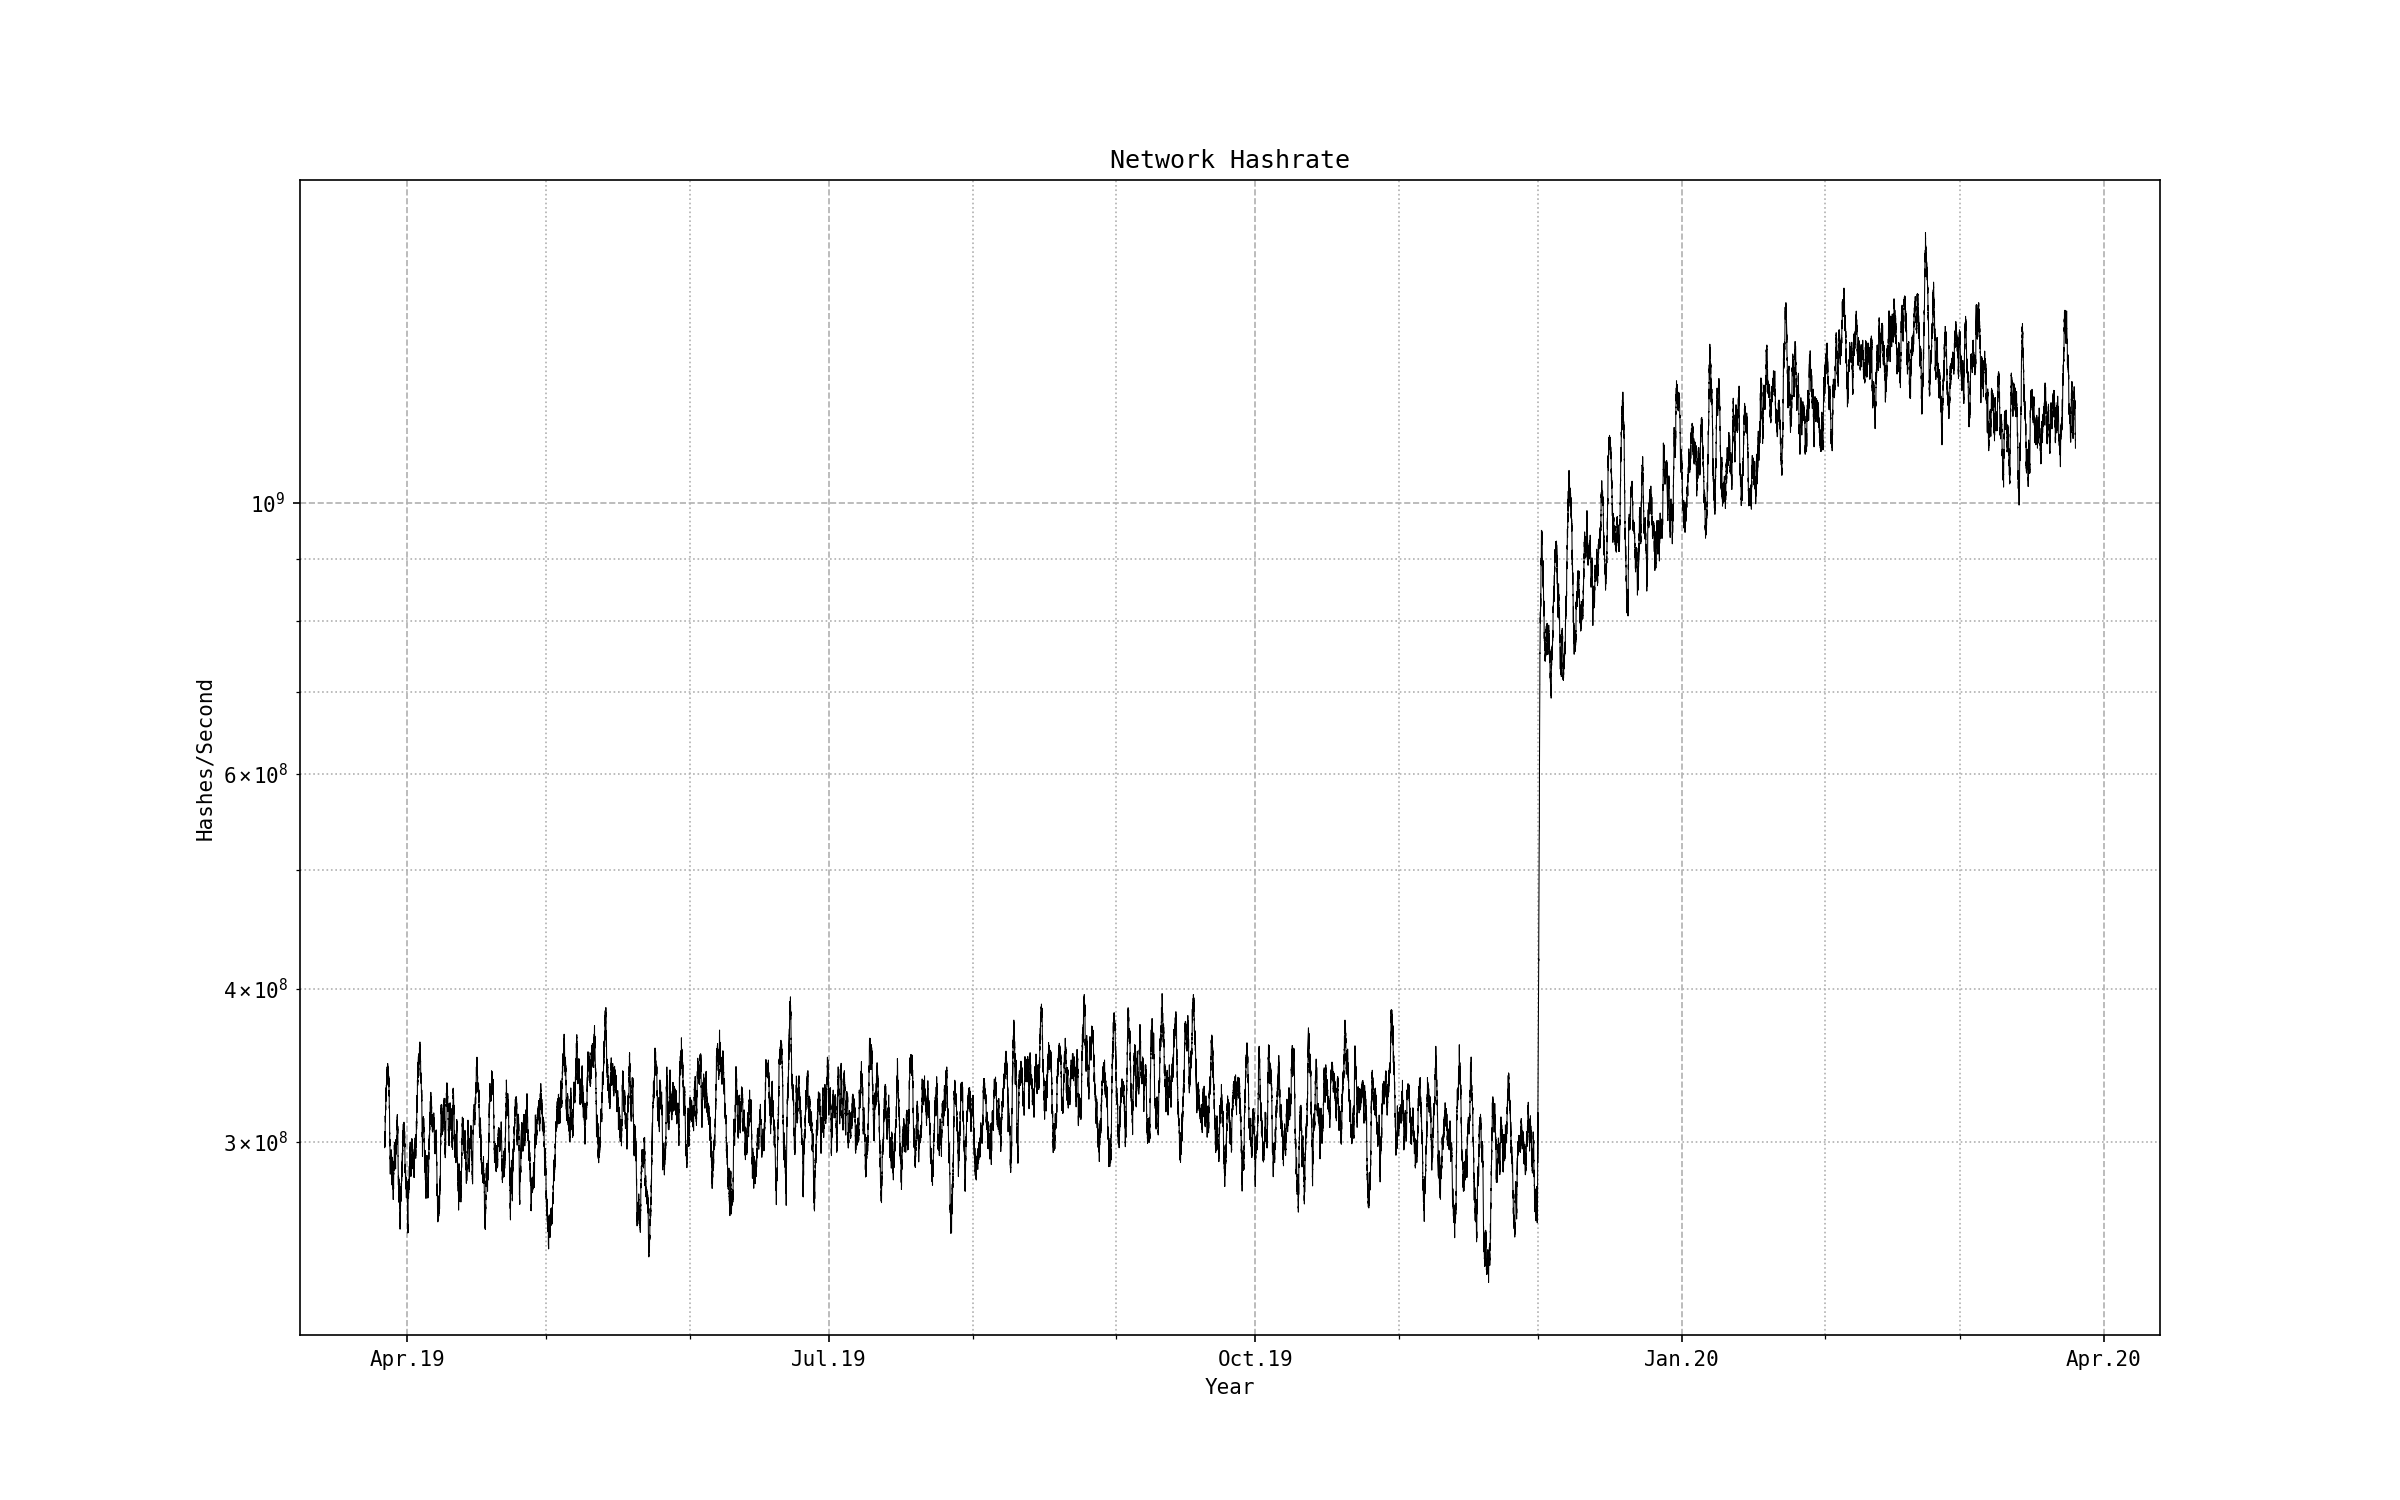 Network Hashrate
10⁹
6×10⁸
4×10⁸
3×10⁸
Hashes/Second
Apr.19
Jul.19
Oct.19
Jan.20
Apr.20
Year